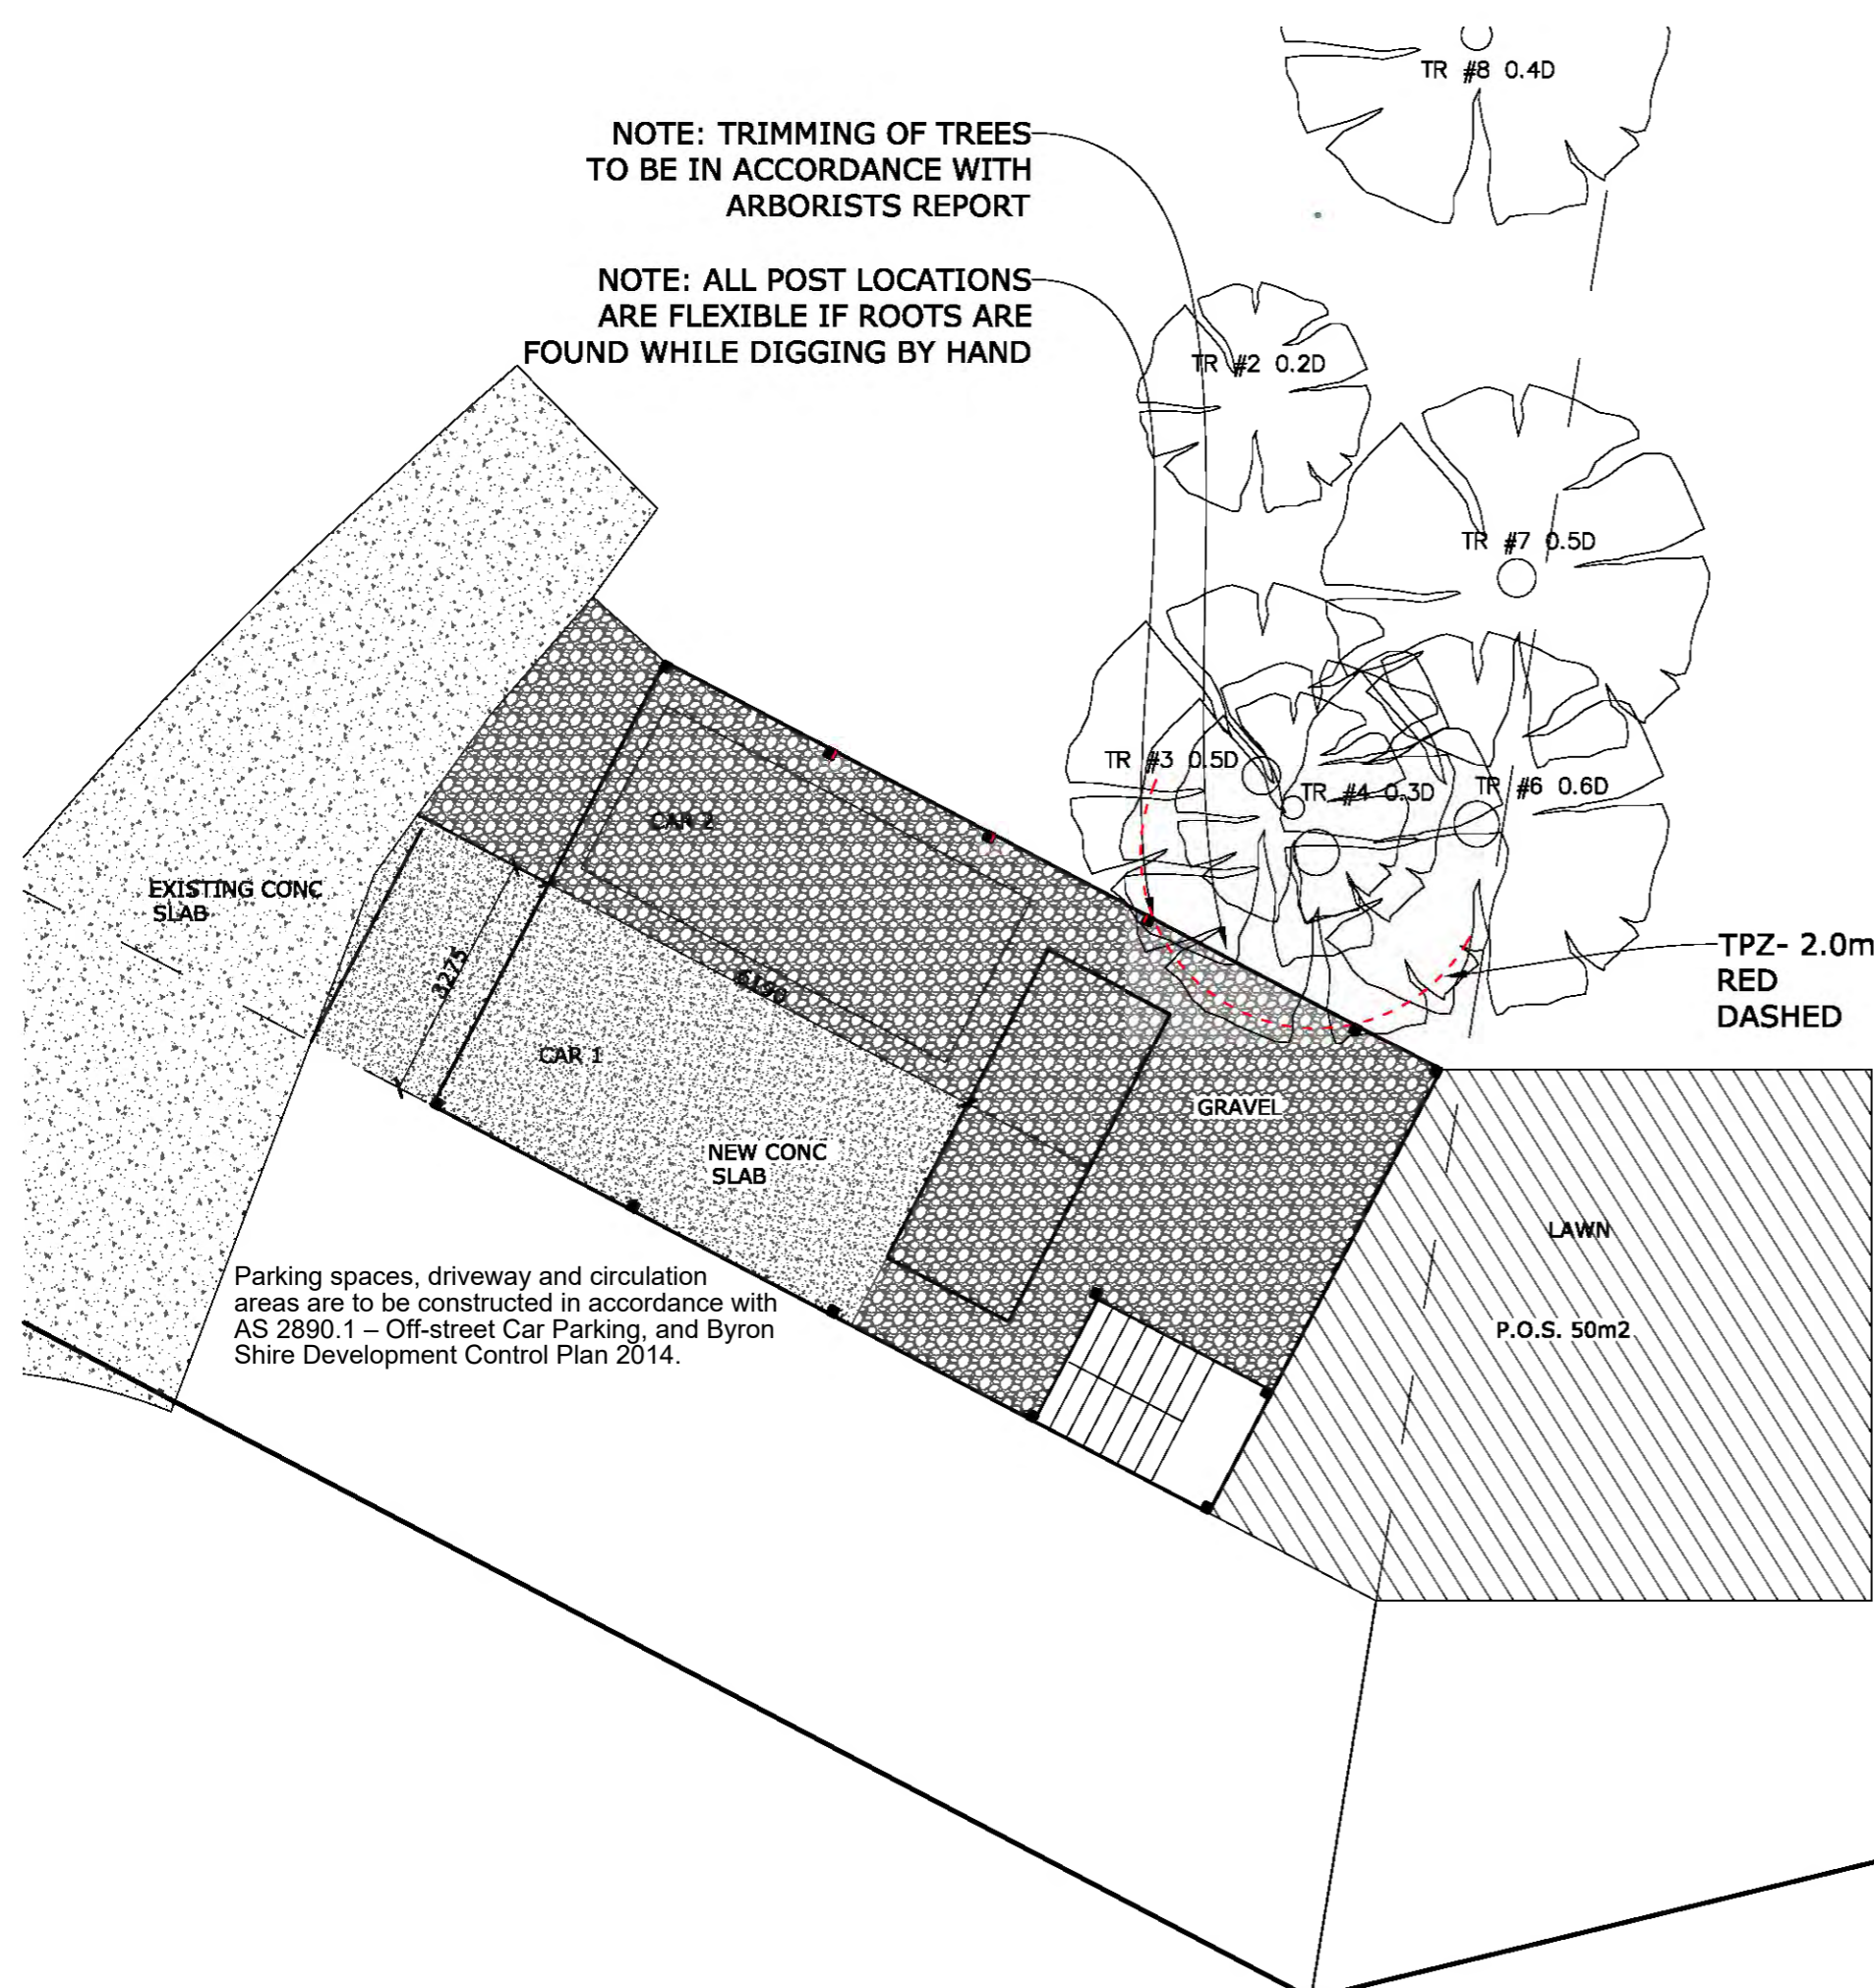 TR #8 0.4D
NOTE: TRIMMING OF TREES
TO BE IN ACCORDANCE WITH
ARBORISTS REPORT
NOTE: ALL POST LOCATIONS
ARE FLEXIBLE IF ROOTS ARE
FOUND WHILE DIGGING BY HAND
TR #2 0.2D
TR #7 0.5D
TR #3 0.5D
TR #4 0.3D
TR #6 0.6D
CAR 2
EXISTING CONC
SLAB
3275
6190
TPZ- 2.0m
RED
DASHED
CAR 1
GRAVEL
NEW CONC
SLAB
LAWN
P.O.S. 50m2
Parking spaces, driveway and circulation
areas are to be constructed in accordance with
AS 2890.1 – Off-street Car Parking, and Byron
Shire Development Control Plan 2014.